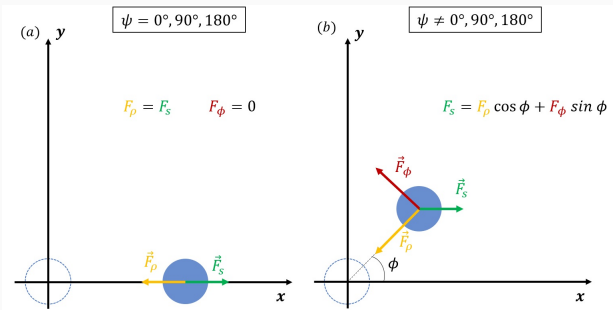 (a)
ψ = 0°, 90°, 180°
y
F_ρ = F_s
F_ϕ = 0
F⃗_ρ
F⃗_s
x
(b)
ψ ≠ 0°, 90°, 180°
y
F_s = F_ρ cos ϕ + F_ϕ sin ϕ
F⃗_ϕ
F⃗_s
F⃗_ρ
ϕ
x